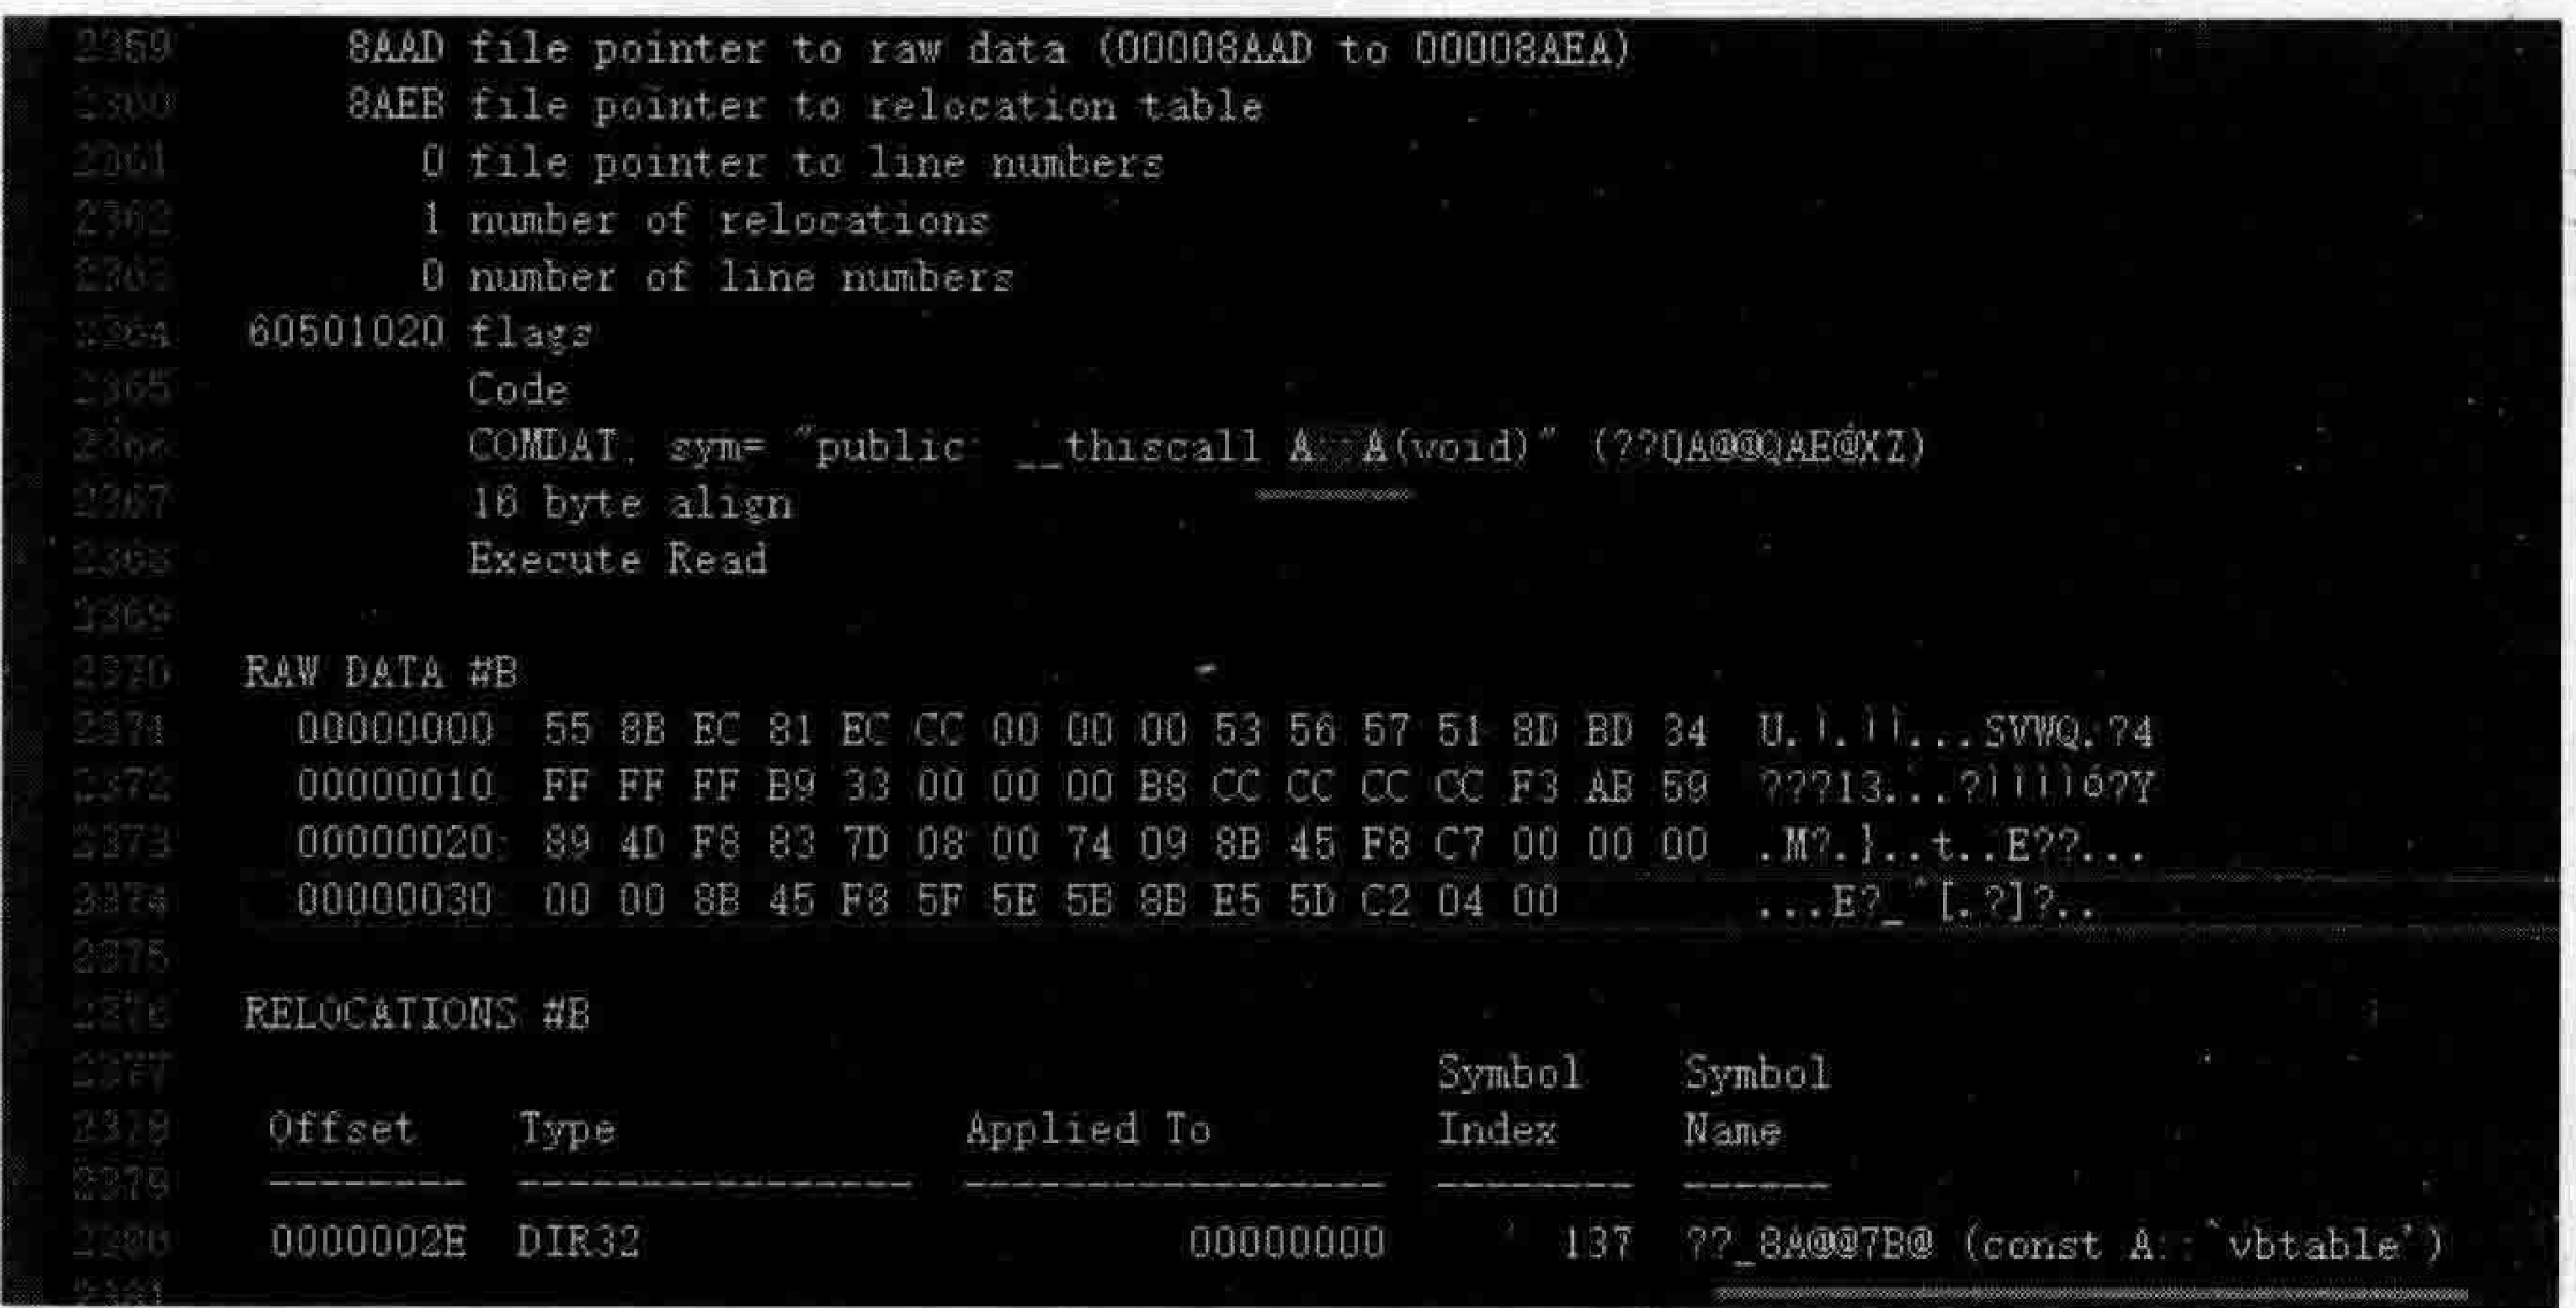 2359 8AAD file pointer to raw data (00008AAD to 00008AEA)
2360 8AEB file pointer to relocation table
2361 0 file pointer to line numbers
2362 1 number of relocations
2363 0 number of line numbers
2364 60501020 flags
2365 Code
2366 COMDAT; sym= "public: __thiscall A::A(void)" (??0A@@QAE@XZ)
2367 16 byte align
2368 Execute Read
2369
2370 RAW DATA #B
2371 00000000: 55 8B EC 81 EC CC 00 00 00 53 56 57 51 8D BD 34 U.ì.ìì...SVWQ.?4
2372 00000010: FF FF FF B9 33 00 00 00 B8 CC CC CC CC F3 AB 59 ???13...?ìììì6?Y
2373 00000020: 89 4D F8 83 7D 08 00 74 09 8B 45 F8 C7 00 00 00 .M?.}..t..E??...
2374 00000030: 00 00 8B 45 F8 5F 5E 5B 8B E5 5D C2 04 00 ...E?_^[.?]?..
2375
2376 RELOCATIONS #B
2377 Symbol Symbol
2378 Offset Type Applied To Index Name
2379 -------- ---------------- ----------------- -------- ------
2380 0000002E DIR32 00000000 137 ??_8A@@7B@ (const A::`vbtable')
2381